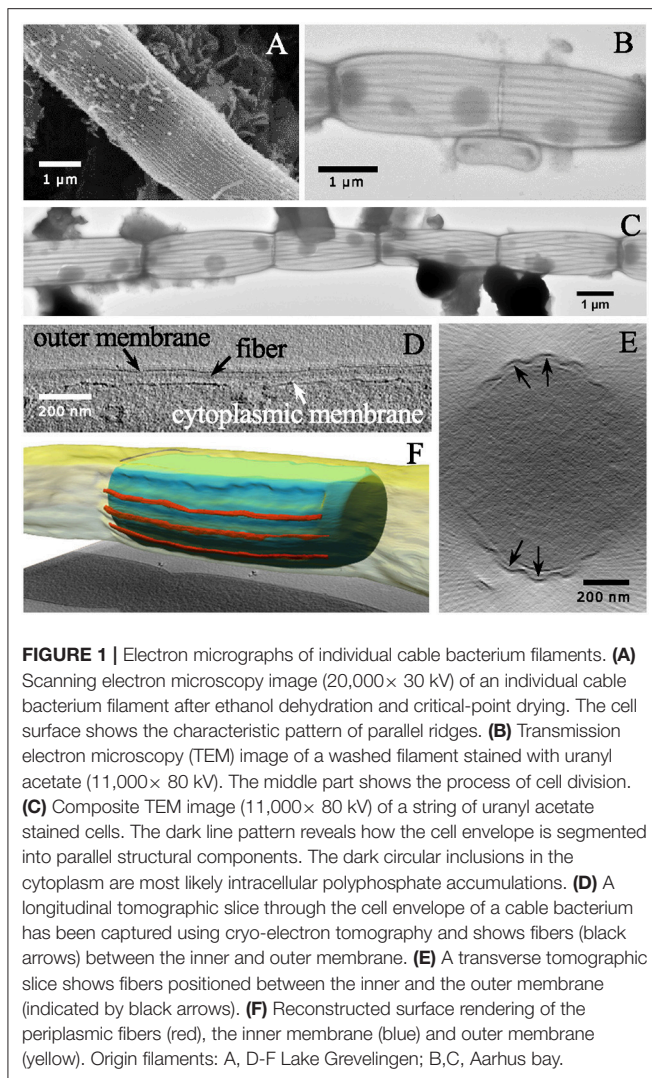 A
1 µm
B
1 µm
C
1 µm
outer membrane
fiber
D
200 nm
cytoplasmic membrane
E
200 nm
F
FIGURE 1 | Electron micrographs of individual cable bacterium filaments. (A)
Scanning electron microscopy image (20,000× 30 kV) of an individual cable
bacterium filament after ethanol dehydration and critical-point drying. The cell
surface shows the characteristic pattern of parallel ridges. (B) Transmission
electron microscopy (TEM) image of a washed filament stained with uranyl
acetate (11,000× 80 kV). The middle part shows the process of cell division.
(C) Composite TEM image (11,000× 80 kV) of a string of uranyl acetate
stained cells. The dark line pattern reveals how the cell envelope is segmented
into parallel structural components. The dark circular inclusions in the
cytoplasm are most likely intracellular polyphosphate accumulations. (D) A
longitudinal tomographic slice through the cell envelope of a cable bacterium
has been captured using cryo-electron tomography and shows fibers (black
arrows) between the inner and outer membrane. (E) A transverse tomographic
slice shows fibers positioned between the inner and the outer membrane
(indicated by black arrows). (F) Reconstructed surface rendering of the
periplasmic fibers (red), the inner membrane (blue) and outer membrane
(yellow). Origin filaments: A, D-F Lake Grevelingen; B,C, Aarhus bay.